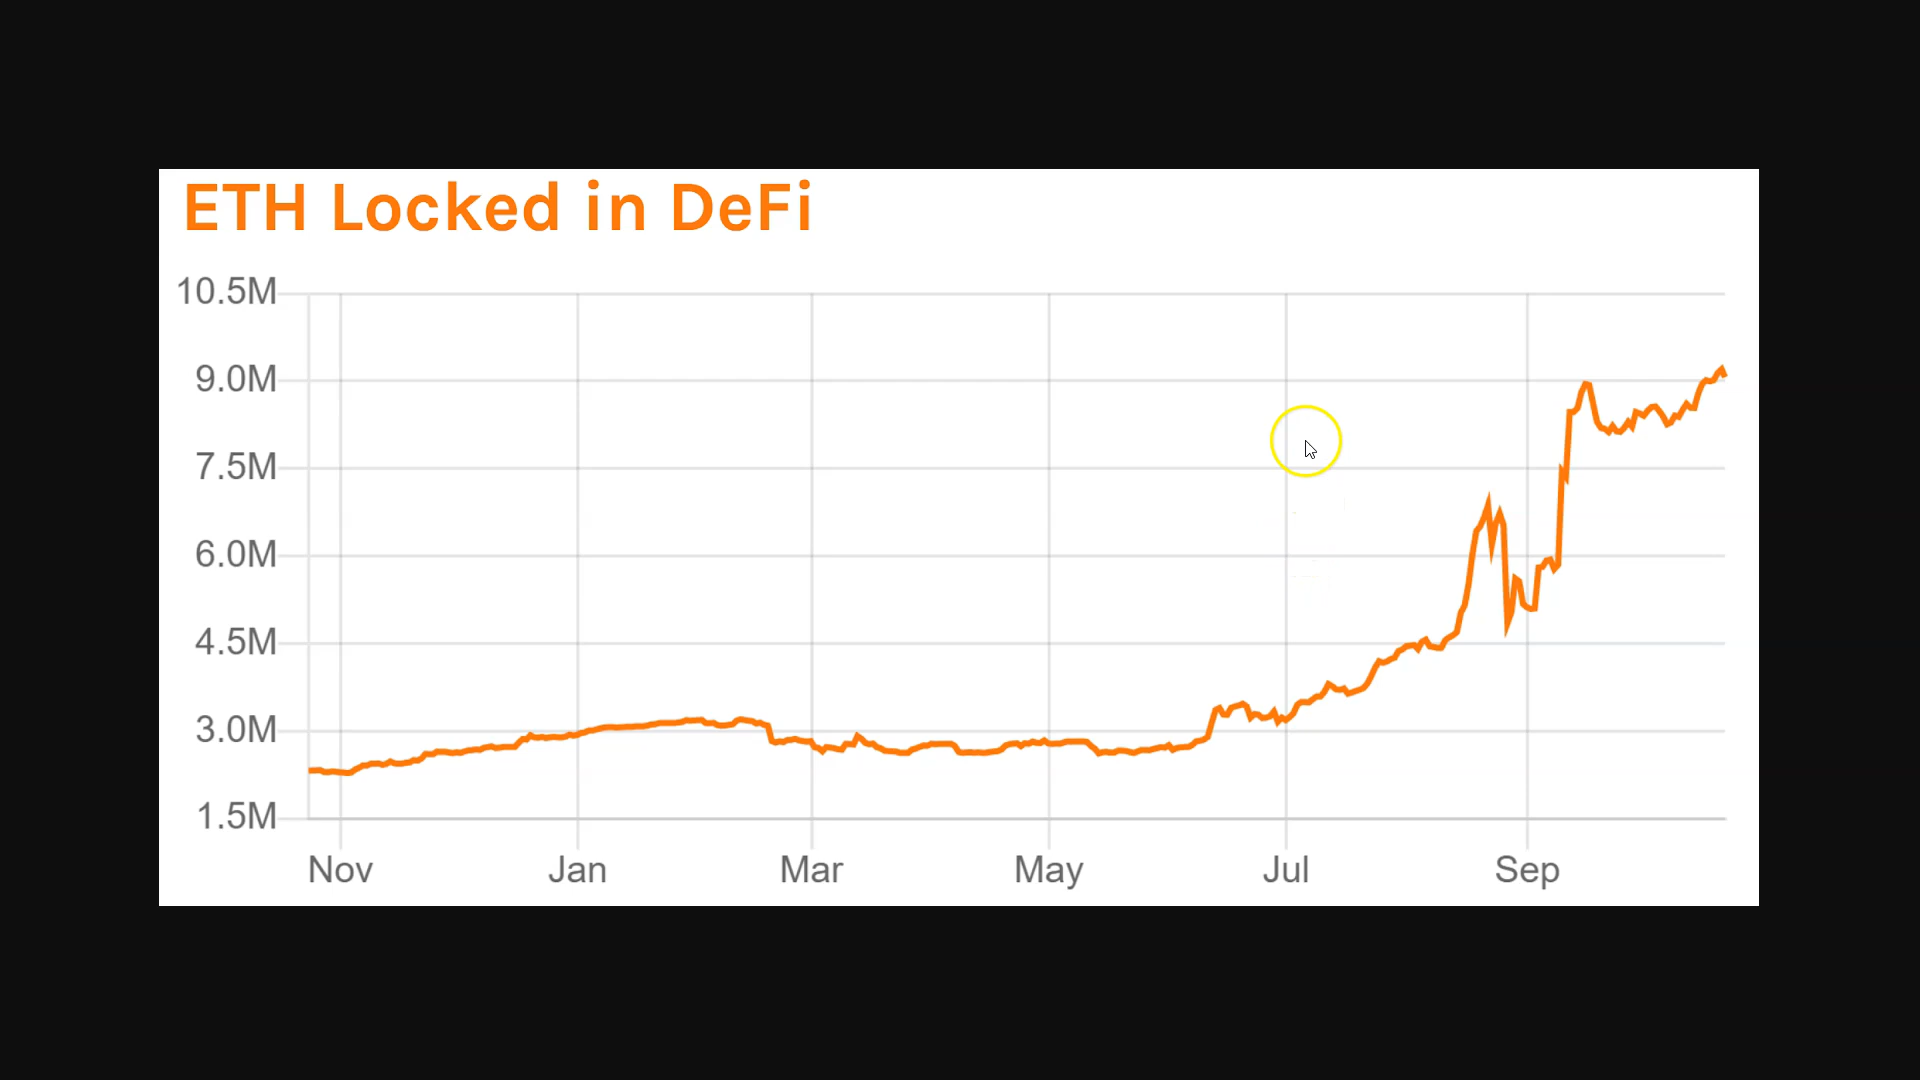 ETH Locked in DeFi
10.5M
9.0M
7.5M
6.0M
4.5M
3.0M
1.5M
Nov Jan Mar May Jul Sep